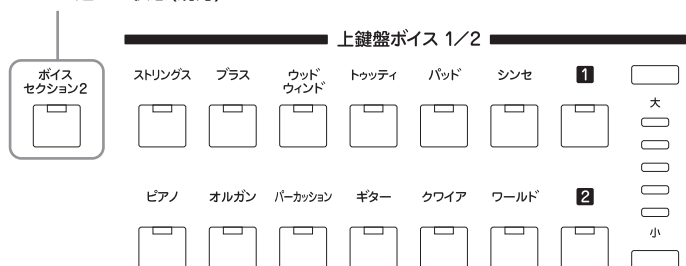 上鍵盤ボイス 1/2
ボイス
セクション2
ストリングス ブラス ウッド
ウィンド トゥッティ パッド シンセ 1
大
ピアノ オルガン パーカッション ギター クワイア ワールド 2
小